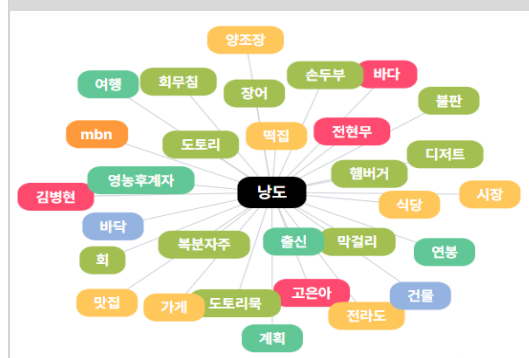 양조장
여행
회무침
장어
손두부
바다
불판
mbn
도토리
떡집
전현무
디저트
김병현
영농후계자
낭도
햄버거
식당
시장
바닥
복분자주
출신
막걸리
연봉
회
맛집
가게
도토리묵
고은아
전라도
건물
계획